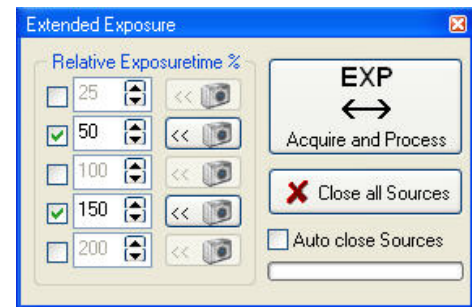 Extended Exposure
Relative Exposuretime %
25 <<
50 <<
100 <<
150 <<
200 <<
EXP
Acquire and Process
Close all Sources
Auto close Sources